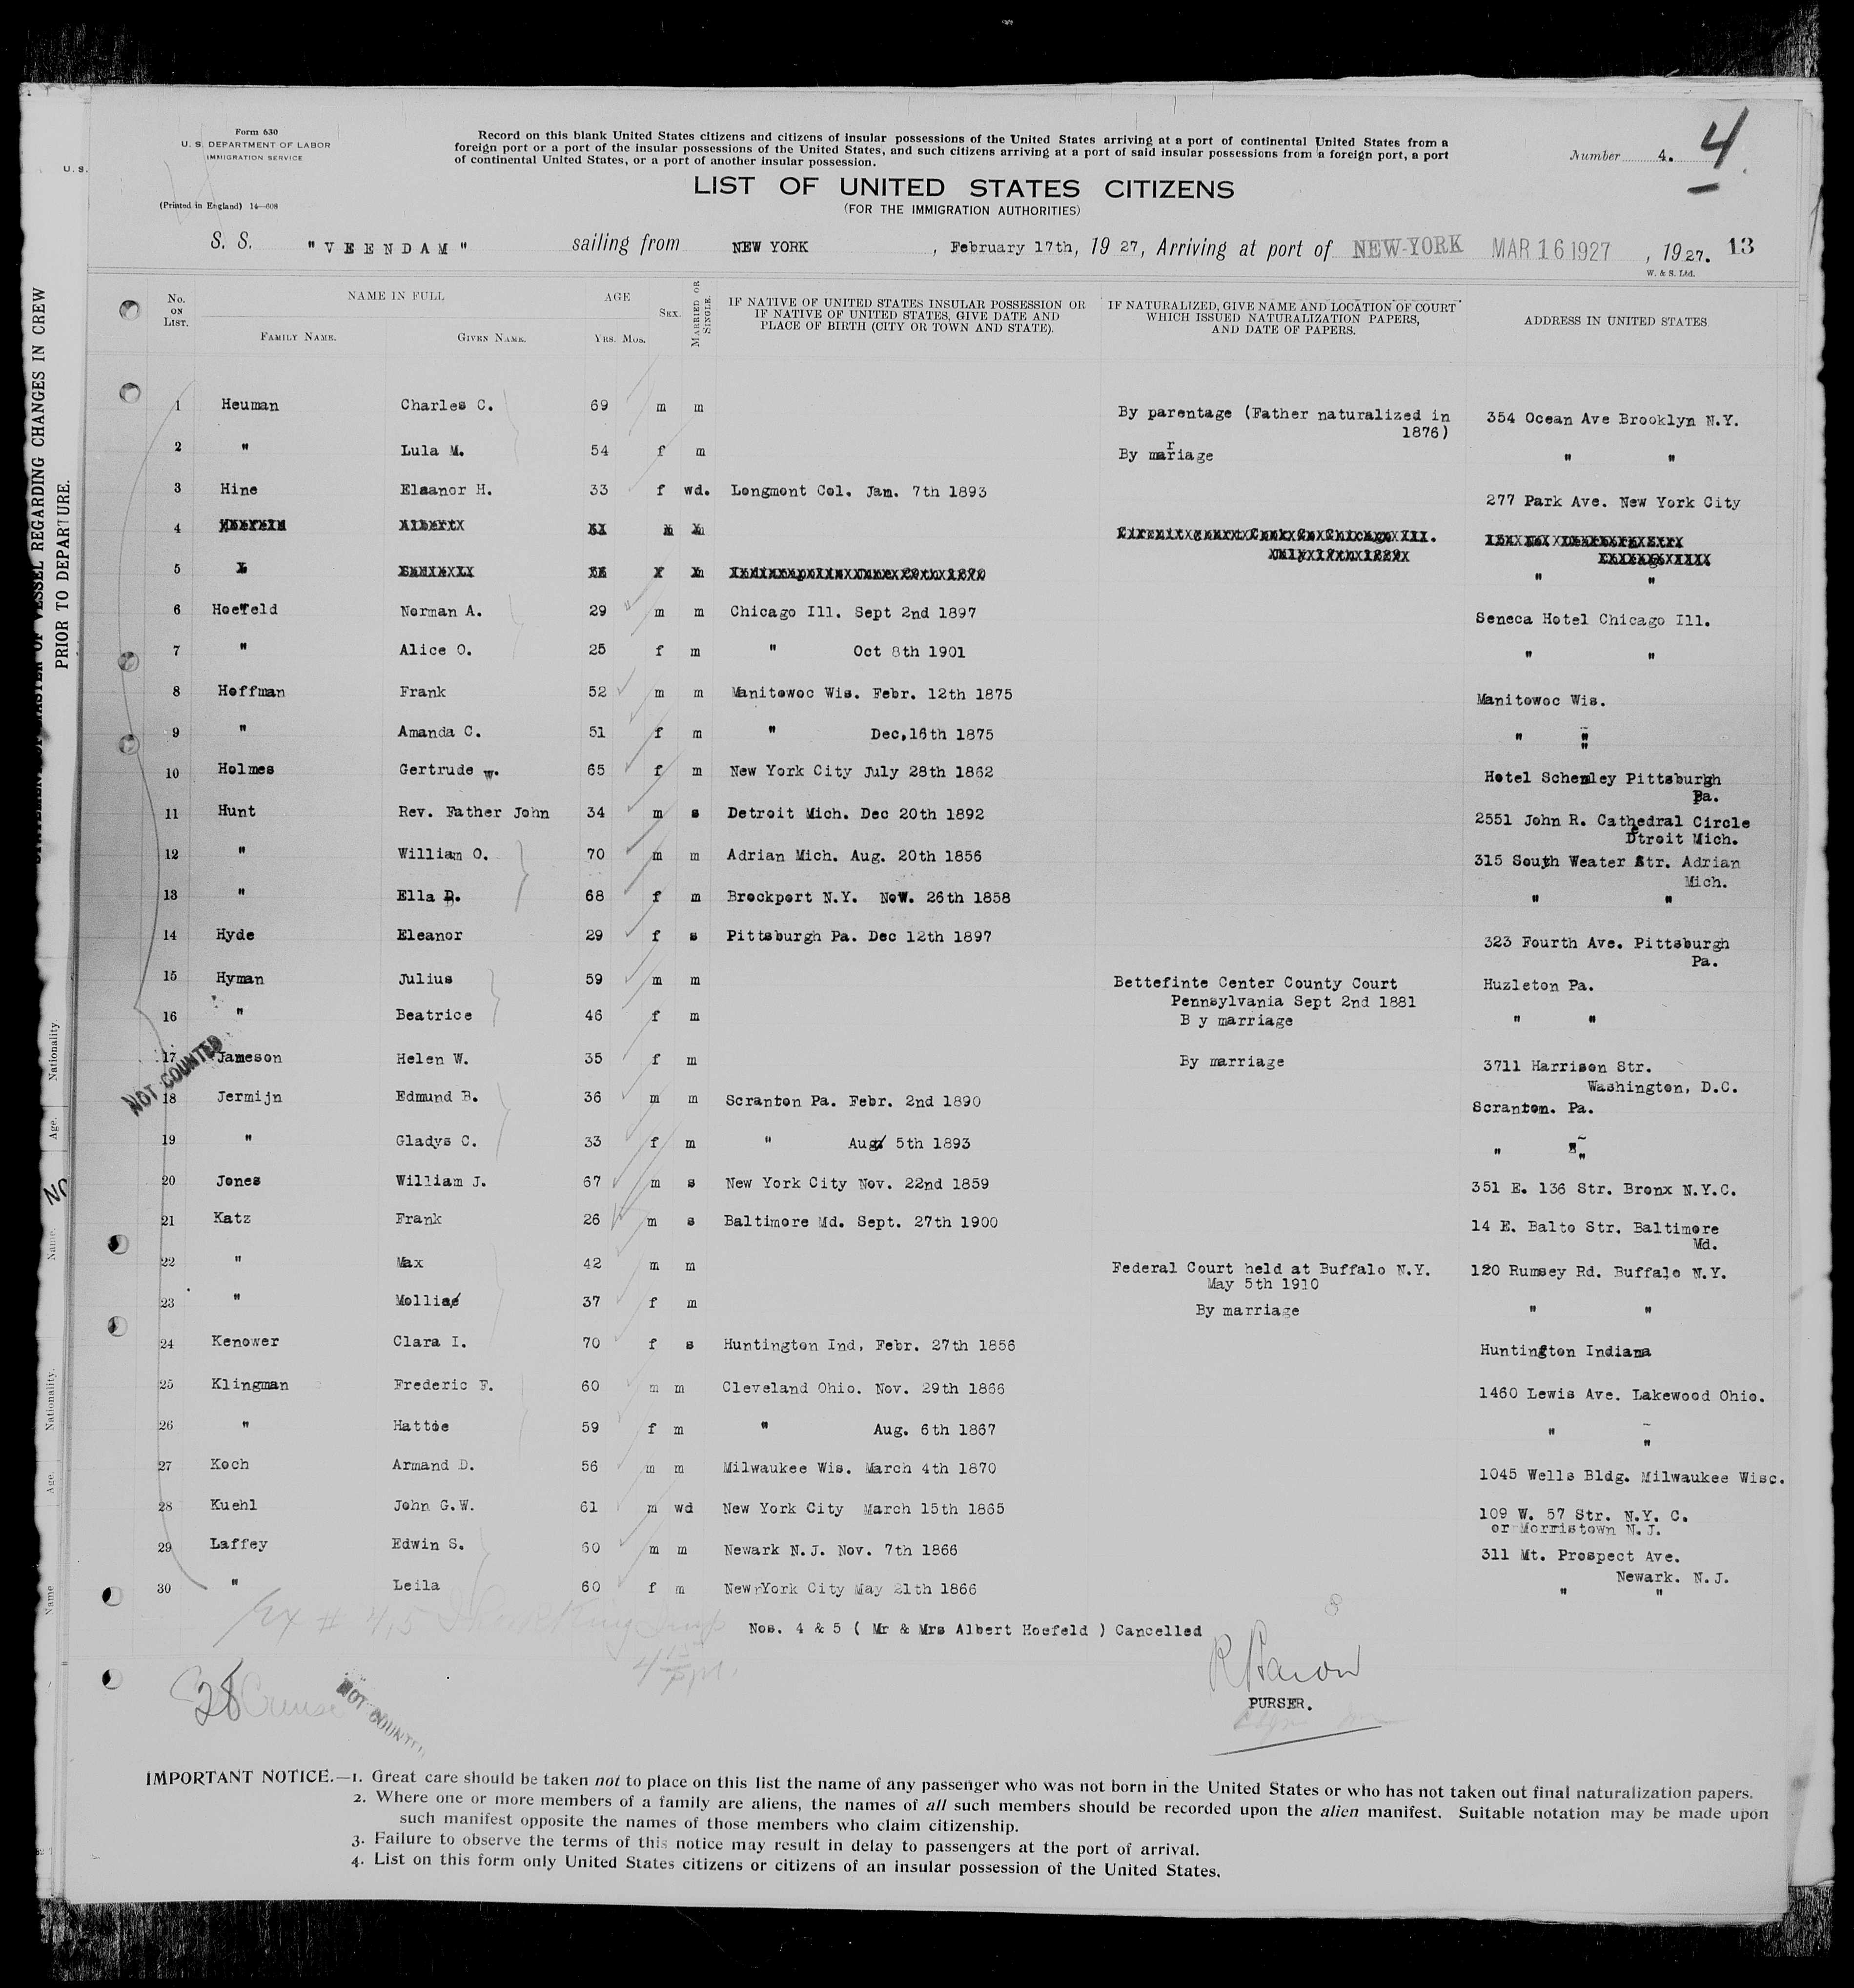 Form 630
U. S. DEPARTMENT OF LABOR
IMMIGRATION SERVICE
(Printed in England) 14—608
U. S.
Record on this blank United States citizens and citizens of insular possessions of the United States arriving at a port of continental United States from a
foreign port or a port of the insular possessions of the United States, and such citizens arriving at a port of said insular possessions from a foreign port, a port
of continental United States, or a port of another insular possession.
Number 4. 4
LIST OF UNITED STATES CITIZENS
(FOR THE IMMIGRATION AUTHORITIES)
S. S. "VEENDAM" sailing from NEW YORK, February 17th, 1927, Arriving at port of NEW-YORK MAR 16 1927, 1927. 13
W. & S. Ltd.
No. ON LIST. NAME IN FULL AGE SEX. MARRIED OR SINGLE. IF NATIVE OF UNITED STATES INSULAR POSSESSION OR IF NATIVE OF UNITED STATES, GIVE DATE AND PLACE OF BIRTH (CITY OR TOWN AND STATE). IF NATURALIZED, GIVE NAME AND LOCATION OF COURT WHICH ISSUED NATURALIZATION PAPERS, AND DATE OF PAPERS. ADDRESS IN UNITED STATES
FAMILY NAME. GIVEN NAME. YRS. MOS.
1 Heuman Charles C. 69 m m By parentage (Father naturalized in 1876) 354 Ocean Ave Brooklyn N.Y.
2 " Lula M. 54 f m By marriage " "
3 Hine Eleanor H. 33 f wd. Longmont Col. Jan. 7th 1893 277 Park Ave. New York City
4
5 " "
6 Hoefeld Norman A. 29 m m Chicago Ill. Sept 2nd 1897 Seneca Hotel Chicago Ill.
7 " Alice O. 25 f m " Oct 8th 1901 " "
8 Hoffman Frank 52 m m Manitowoc Wis. Febr. 12th 1875 Manitowoc Wis.
9 " Amanda C. 51 f m " Dec,16th 1875 " "
10 Holmes Gertrude W. 65 f m New York City July 28th 1862 Hotel Schenley Pittsburgh Pa.
11 Hunt Rev. Father John 34 m s Detroit Mich. Dec 20th 1892 2551 John R. Cathedral Circle Detroit Mich.
12 " William O. 70 m m Adrian Mich. Aug. 20th 1856 315 South Weater Str. Adrian Mich.
13 " Ella D. 68 f m Brockport N.Y. Nov. 26th 1858 " "
14 Hyde Eleanor 29 f s Pittsburgh Pa. Dec 12th 1897 323 Fourth Ave. Pittsburgh Pa.
15 Hyman Julius 59 m m Bettefinte Center County Court Pennsylvania Sept 2nd 1881 Huzleton Pa.
16 " Beatrice 46 f m B y marriage " "
17 Jameson Helen W. 35 f m By marriage 3711 Harrison Str. Washington, D.C.
NOT COUNTED
18 Jermijn Edmund B. 36 m m Scranton Pa. Febr. 2nd 1890 Scranton. Pa.
19 " Gladys C. 33 f m " Aug 5th 1893 " "
20 Jones William J. 67 m s New York City Nov. 22nd 1859 351 E. 136 Str. Bronx N.Y.C.
21 Katz Frank 26 m s Baltimore Md. Sept. 27th 1900 14 E. Balto Str. Baltimore Md.
22 " Max 42 m m Federal Court held at Buffalo N.Y. May 5th 1910 120 Rumsey Rd. Buffalo N.Y.
23 " Mollie 37 f m By marriage " "
24 Kenower Clara I. 70 f s Huntington Ind, Febr. 27th 1856 Huntington Indiana
25 Klingman Frederic F. 60 m m Cleveland Ohio. Nov. 29th 1866 1460 Lewis Ave. Lakewood Ohio.
26 " Hattie 59 f m " Aug. 6th 1867 " "
27 Koch Armand D. 56 m m Milwaukee Wis. March 4th 1870 1045 Wells Bldg. Milwaukee Wisc.
28 Kuehl John G.W. 61 m wd New York City March 15th 1865 109 W. 57 Str. N.Y. C. or Morristown N.J.
29 Laffey Edwin S. 60 m m Newark N.J. Nov. 7th 1866 311 Mt. Prospect Ave. Newark. N.J.
30 " Leila 60 f m New York City May 21th 1866 " "
Nos. 4 & 5 ( Mr & Mrs Albert Hoefeld ) Cancelled
PURSER.
28
NOT COUNTED
IMPORTANT NOTICE.—1. Great care should be taken not to place on this list the name of any passenger who was not born in the United States or who has not taken out final naturalization papers.
2. Where one or more members of a family are aliens, the names of all such members should be recorded upon the alien manifest. Suitable notation may be made upon
such manifest opposite the names of those members who claim citizenship.
3. Failure to observe the terms of this notice may result in delay to passengers at the port of arrival.
4. List on this form only United States citizens or citizens of an insular possession of the United States.
VESSEL REGARDING CHANGES IN CREW
PRIOR TO DEPARTURE.
Nationality.
Age.
Name.
Nationality.
Age.
Name